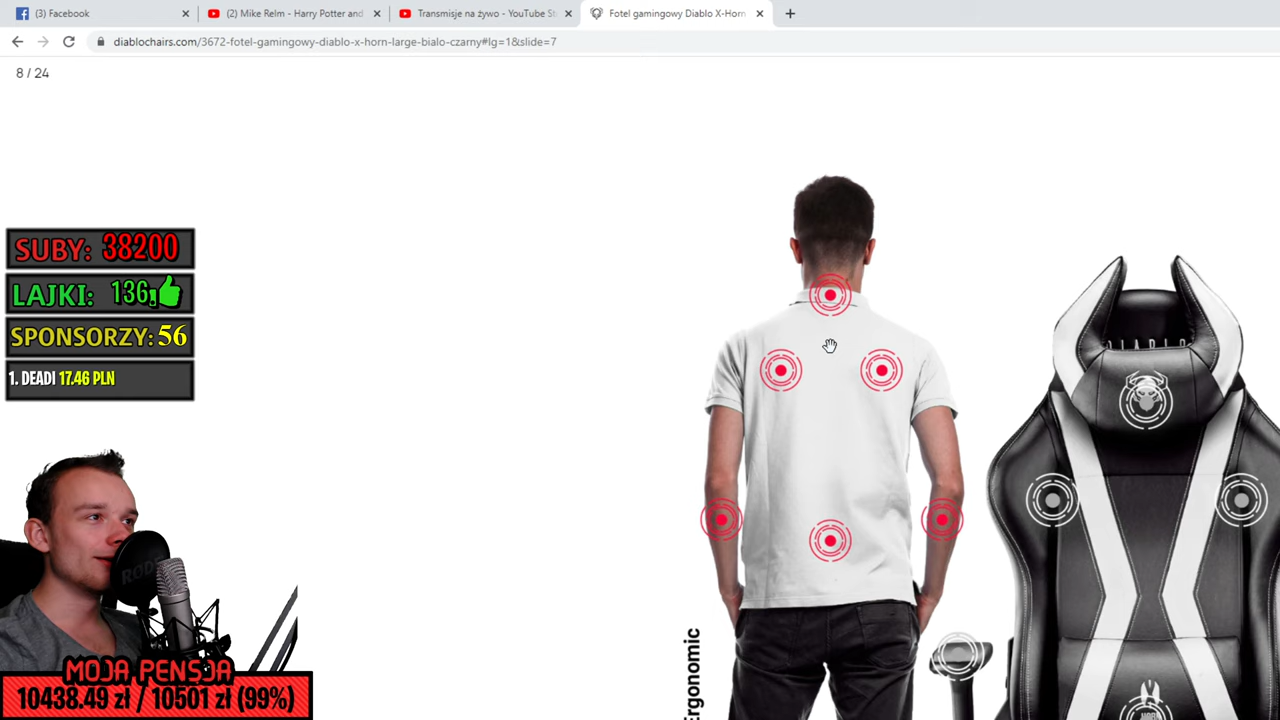 (3) Facebook
(2) Mike Relm - Harry Potter and
Transmisje na żywo - YouTube St
Fotel gamingowy Diablo X-Horn
diablochairs.com/3672-fotel-gamingowy-diablo-x-horn-large-bialo-czarny#lg=1&slide=7
8 / 24
SUBY: 38200
LAJKI: 136
SPONSORZY: 56
1. DEADI 17.46 PLN
DIABLO
Ergonomic
RODE
MOJA PENSJA
10438.49 zł / 10501 zł (99%)